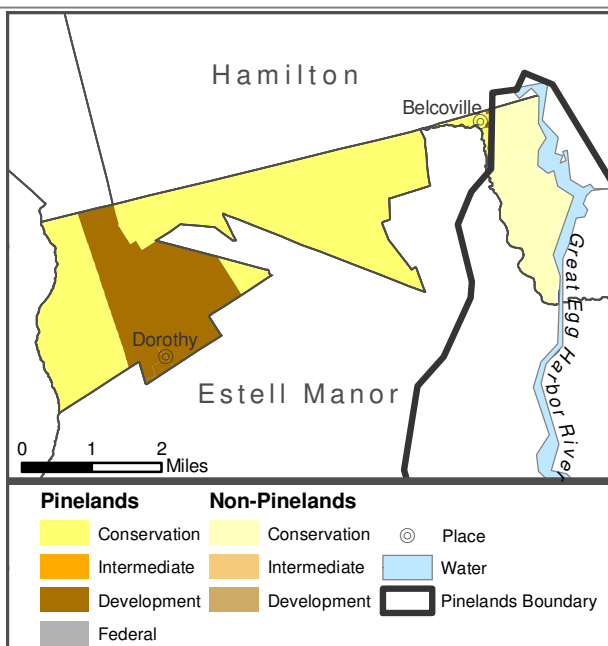 Hamilton
Belcoville
Great Egg Harbor River
Dorothy
Estell Manor
0 1 2
Miles
Pinelands Non-Pinelands
Conservation Conservation Place
Intermediate Intermediate Water
Development Development Pinelands Boundary
Federal